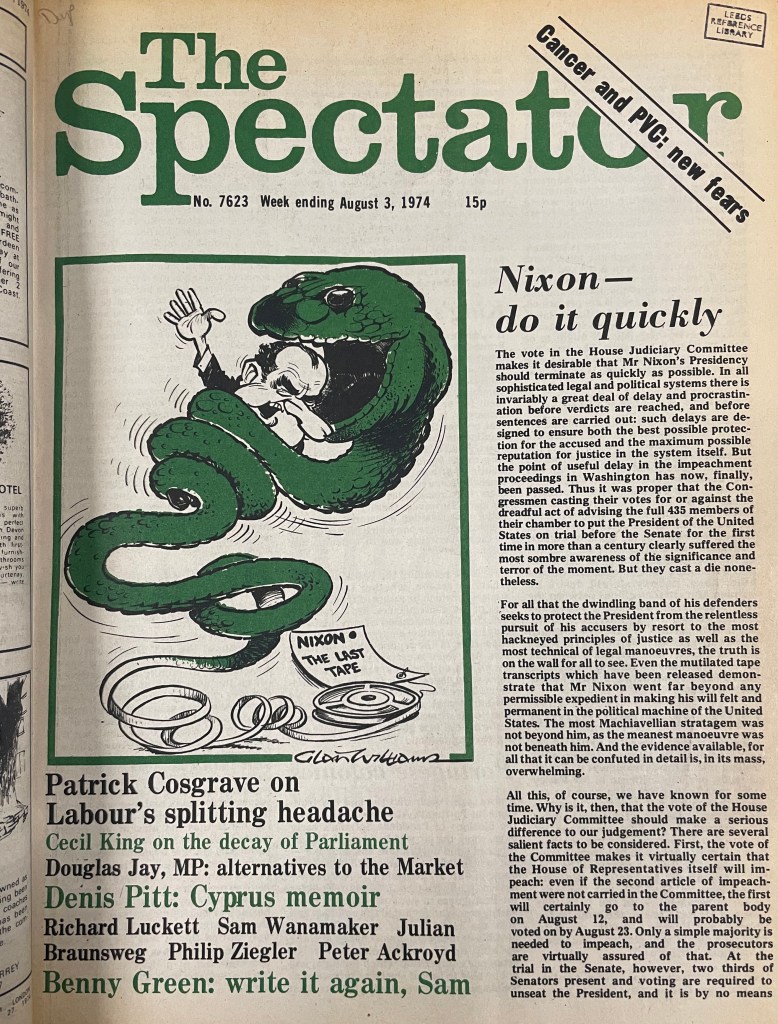 Dup
LEEDS
REFERENCE
LIBRARY
The
Spectator
Cancer and PVC: new fears
No. 7623 Week ending August 3, 1974 15p
NIXON
THE LAST
TAPE
Patrick Cosgrave on
Labour's splitting headache
Cecil King on the decay of Parliament
Douglas Jay, MP: alternatives to the Market
Denis Pitt: Cyprus memoir
Richard Luckett Sam Wanamaker Julian
Braunsweg Philip Ziegler Peter Ackroyd
Benny Green: write it again, Sam
Nixon—
do it quickly
The vote in the House Judiciary Committee
makes it desirable that Mr Nixon's Presidency
should terminate as quickly as possible. In all
sophisticated legal and political systems there is
invariably a great deal of delay and procrastin-
ation before verdicts are reached, and before
sentences are carried out: such delays are de-
signed to ensure both the best possible protec-
tion for the accused and the maximum possible
reputation for justice in the system itself. But
the point of useful delay in the impeachment
proceedings in Washington has now, finally,
been passed. Thus it was proper that the Con-
gressmen casting their votes for or against the
dreadful act of advising the full 435 members of
their chamber to put the President of the United
States on trial before the Senate for the first
time in more than a century clearly suffered the
most sombre awareness of the significance and
terror of the moment. But they cast a die none-
theless.
For all that the dwindling band of his defenders
seeks to protect the President from the relentless
pursuit of his accusers by resort to the most
hackneyed principles of justice as well as the
most technical of legal manoeuvres, the truth is
on the wall for all to see. Even the mutilated tape
transcripts which have been released demon-
strate that Mr Nixon went far beyond any
permissible expedient in making his will felt and
permanent in the political machine of the United
States. The most Machiavellian stratagem was
not beyond him, as the meanest manoeuvre was
not beneath him. And the evidence available, for
all that it can be confuted in detail is, in its mass,
overwhelming.
All this, of course, we have known for some
time. Why is it, then, that the vote of the House
Judiciary Committee should make a serious
difference to our judgement? There are several
salient facts to be considered. First, the vote of
the Committee makes it virtually certain that
the House of Representatives itself will im-
peach: even if the second article of impeach-
ment were not carried in the Committee, the first
will certainly go to the parent body
on August 12, and will probably be
voted on by August 23. Only a simple majority is
needed to impeach, and the prosecutors
are virtually assured of that. At the
trial in the Senate, however, two thirds of
Senators present and voting are required to
unseat the President, and it is by no means